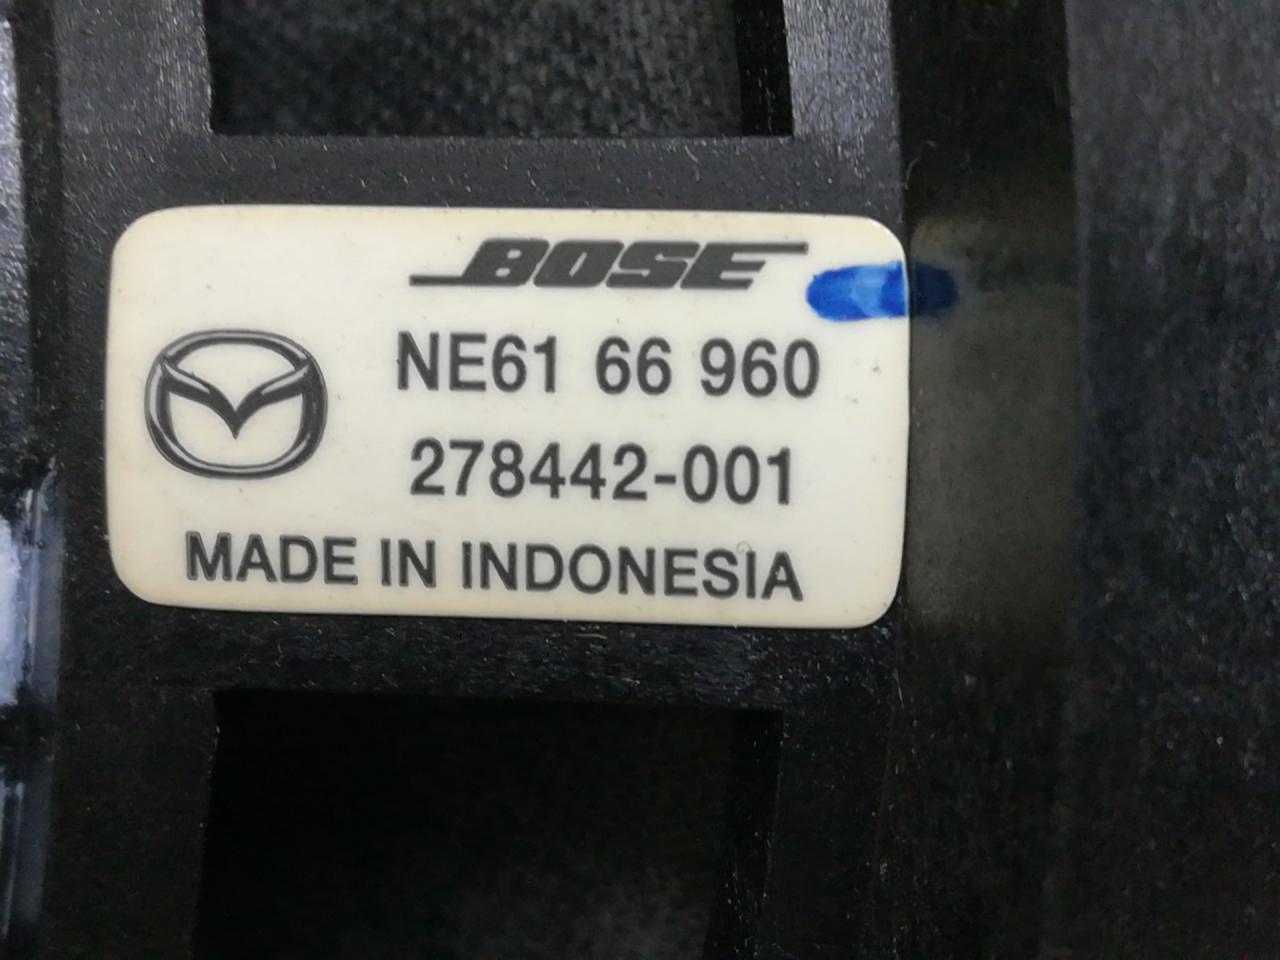 BOSE
NE61 66 960
278442-001
MADE IN INDONESIA